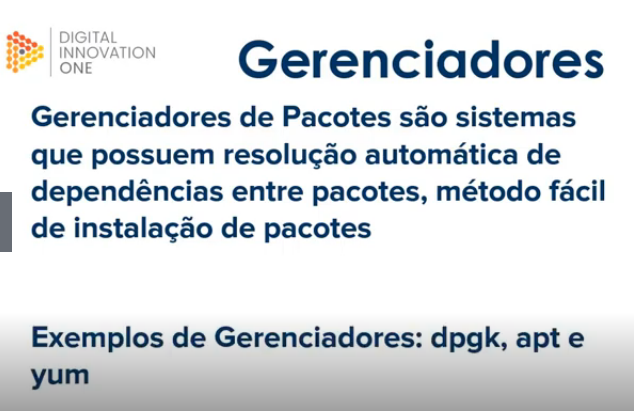 DIGITAL
INNOVATION
ONE
Gerenciadores
Gerenciadores de Pacotes são sistemas
que possuem resolução automática de
dependências entre pacotes, método fácil
de instalação de pacotes
Exemplos de Gerenciadores: dpgk, apt e
yum